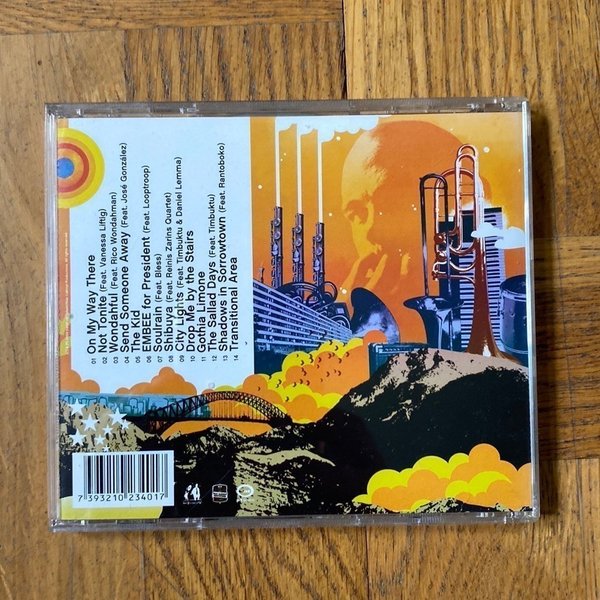 01 On My Way There
02 Not Tonite (Feat. Vanessa Liftig)
03 Wondahful (Feat. Rico Wondahman)
04 Send Someone Away (Feat. José González)
05 The Kid
06 EMBEE for President (Feat. Looptroop)
07 Soulrain (Feat. Bless)
08 Shibuya (Feat. Reinis Zarins Quartet)
09 City Lights (Feat. Timbuktu & Daniel Lemma)
10 Drop Me by the Stairs
11 Gothia Limone
12 The Sallad Days (Feat. Timbuktu)
13 Shadows in Sorrowtown (Feat. Rantoboko)
14 Transitional Area
7 393210 234017